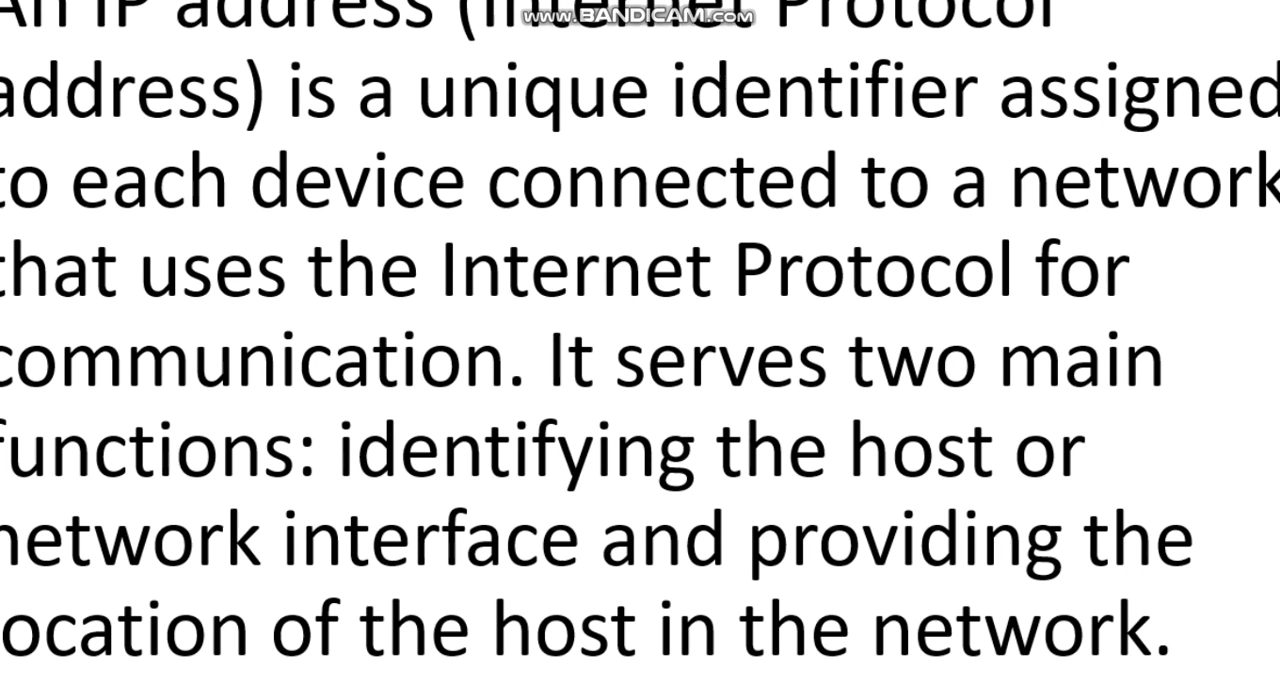 An IP address (Internet Protocol
www.BANDICAM.com
address) is a unique identifier assigned
to each device connected to a network
that uses the Internet Protocol for
communication. It serves two main
functions: identifying the host or
network interface and providing the
location of the host in the network.